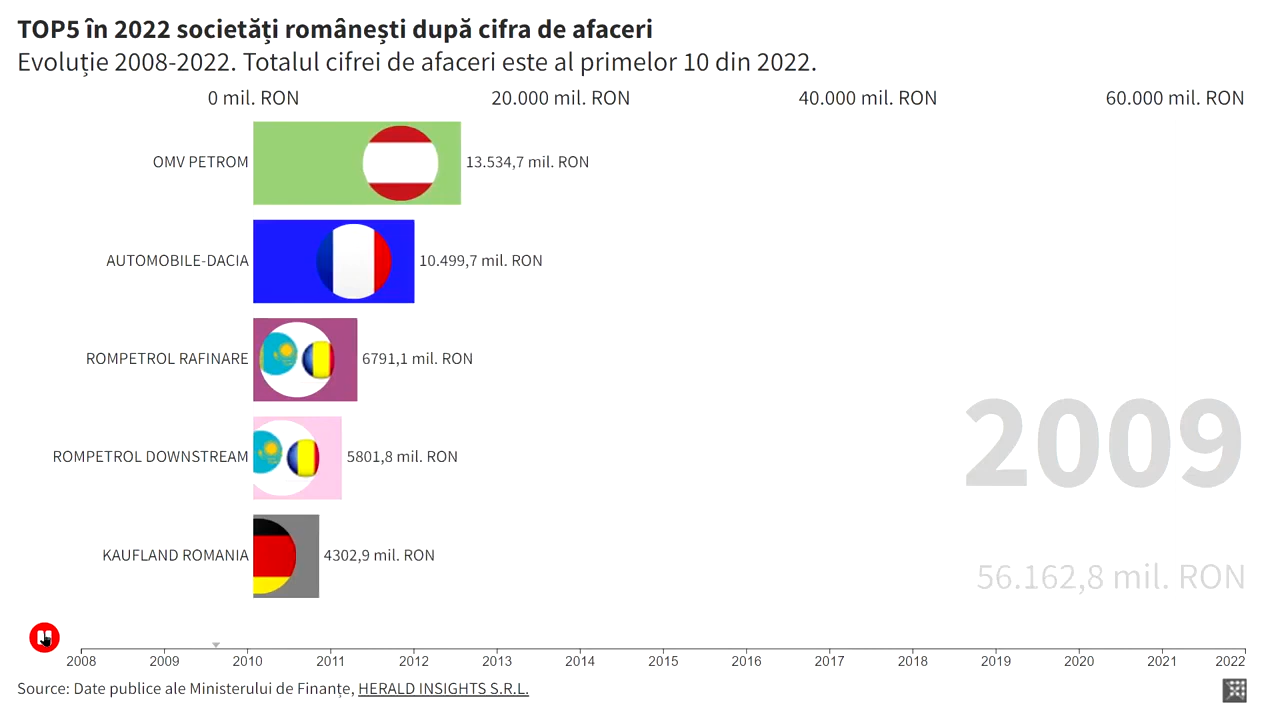 TOP5 în 2022 societăți românești după cifra de afaceri
Evoluție 2008-2022. Totalul cifrei de afaceri este al primelor 10 din 2022.
0 mil. RON 20.000 mil. RON 40.000 mil. RON 60.000 mil. RON
OMV PETROM 13.534,7 mil. RON
AUTOMOBILE-DACIA 10.499,7 mil. RON
ROMPETROL RAFINARE 6791,1 mil. RON
ROMPETROL DOWNSTREAM 5801,8 mil. RON
2009
KAUFLAND ROMANIA 4302,9 mil. RON
56.162,8 mil. RON
2008 2009 2010 2011 2012 2013 2014 2015 2016 2017 2018 2019 2020 2021 2022
Source: Date publice ale Ministerului de Finanțe, HERALD INSIGHTS S.R.L.